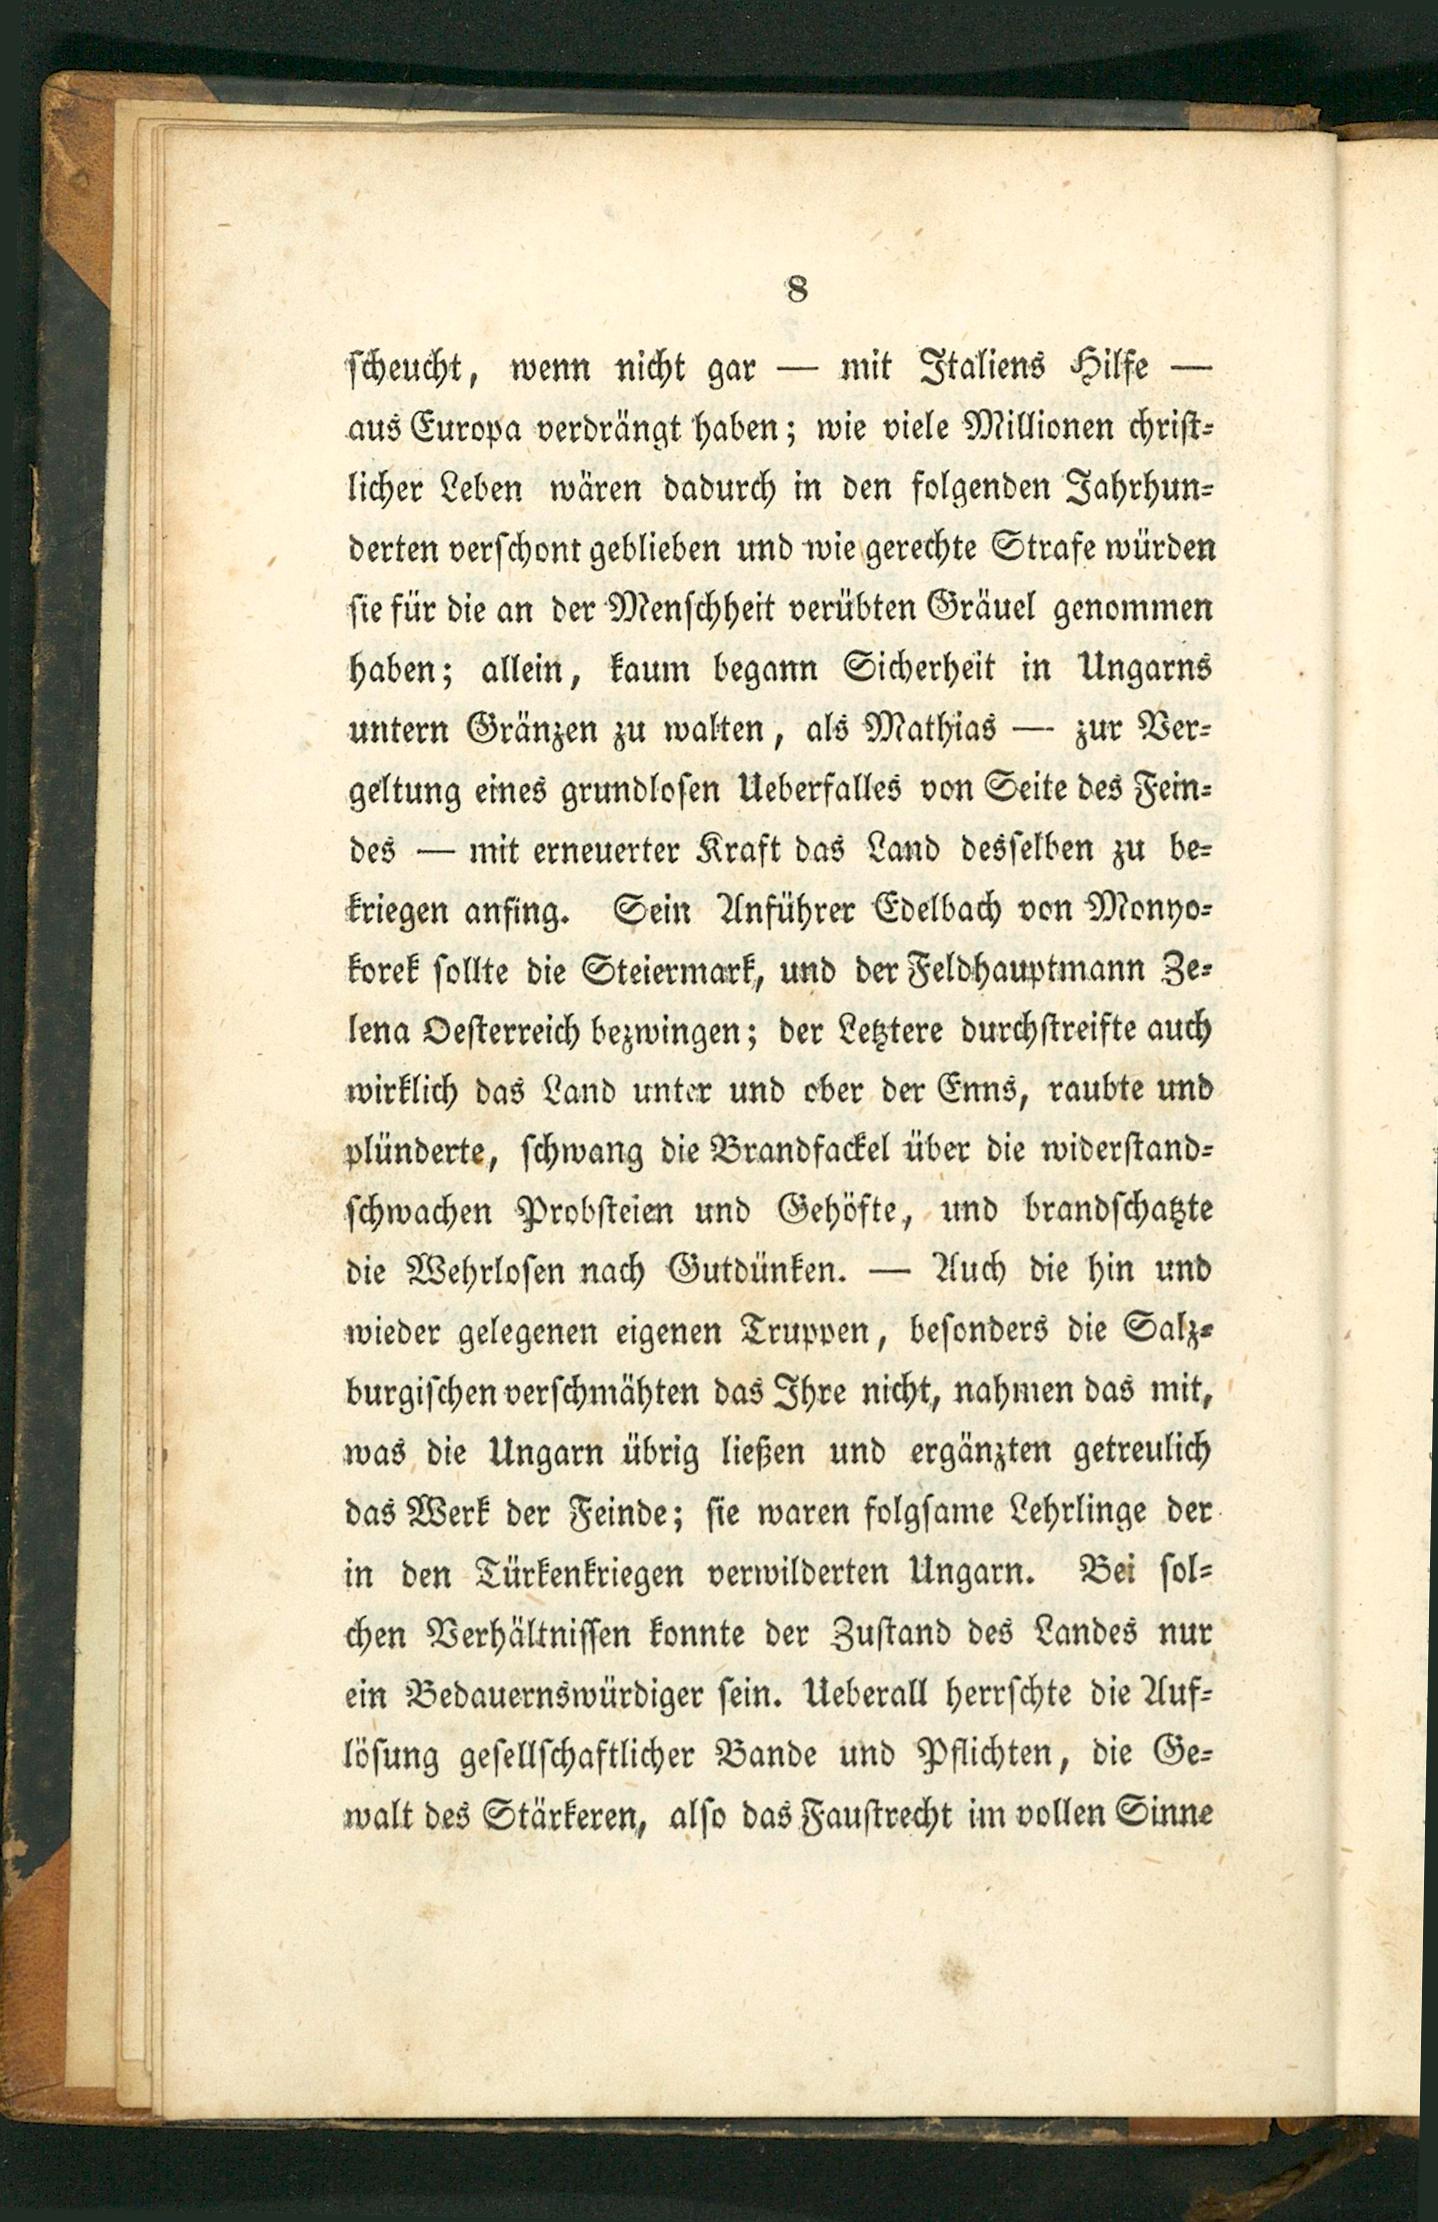 8
scheucht, wenn nicht gar — mit Italiens Hilfe —
aus Europa verdrängt haben; wie viele Millionen christ-
licher Leben wären dadurch in den folgenden Jahrhun-
derten verschont geblieben und wie gerechte Strafe würden
sie für die an der Menschheit verübten Gräuel genommen
haben; allein, kaum begann Sicherheit in Ungarns
untern Gränzen zu walten, als Mathias — zur Ver-
geltung eines grundlosen Ueberfalles von Seite des Fein-
des — mit erneuerter Kraft das Land desselben zu be-
kriegen anfing. Sein Anführer Edelbach von Monyo-
korek sollte die Steiermark, und der Feldhauptmann Ze-
lena Oesterreich bezwingen; der Letztere durchstreifte auch
wirklich das Land unter und ober der Enns, raubte und
plünderte, schwang die Brandfackel über die widerstand-
schwachen Probsteien und Gehöfte, und brandschatzte
die Wehrlosen nach Gutdünken. — Auch die hin und
wieder gelegenen eigenen Truppen, besonders die Salz-
burgischen verschmähten das Ihre nicht, nahmen das mit,
was die Ungarn übrig ließen und ergänzten getreulich
das Werk der Feinde; sie waren folgsame Lehrlinge der
in den Türkenkriegen verwilderten Ungarn. Bei sol-
chen Verhältnissen konnte der Zustand des Landes nur
ein Bedauernswürdiger sein. Ueberall herrschte die Auf-
lösung gesellschaftlicher Bande und Pflichten, die Ge-
walt des Stärkeren, also das Faustrecht im vollen Sinne